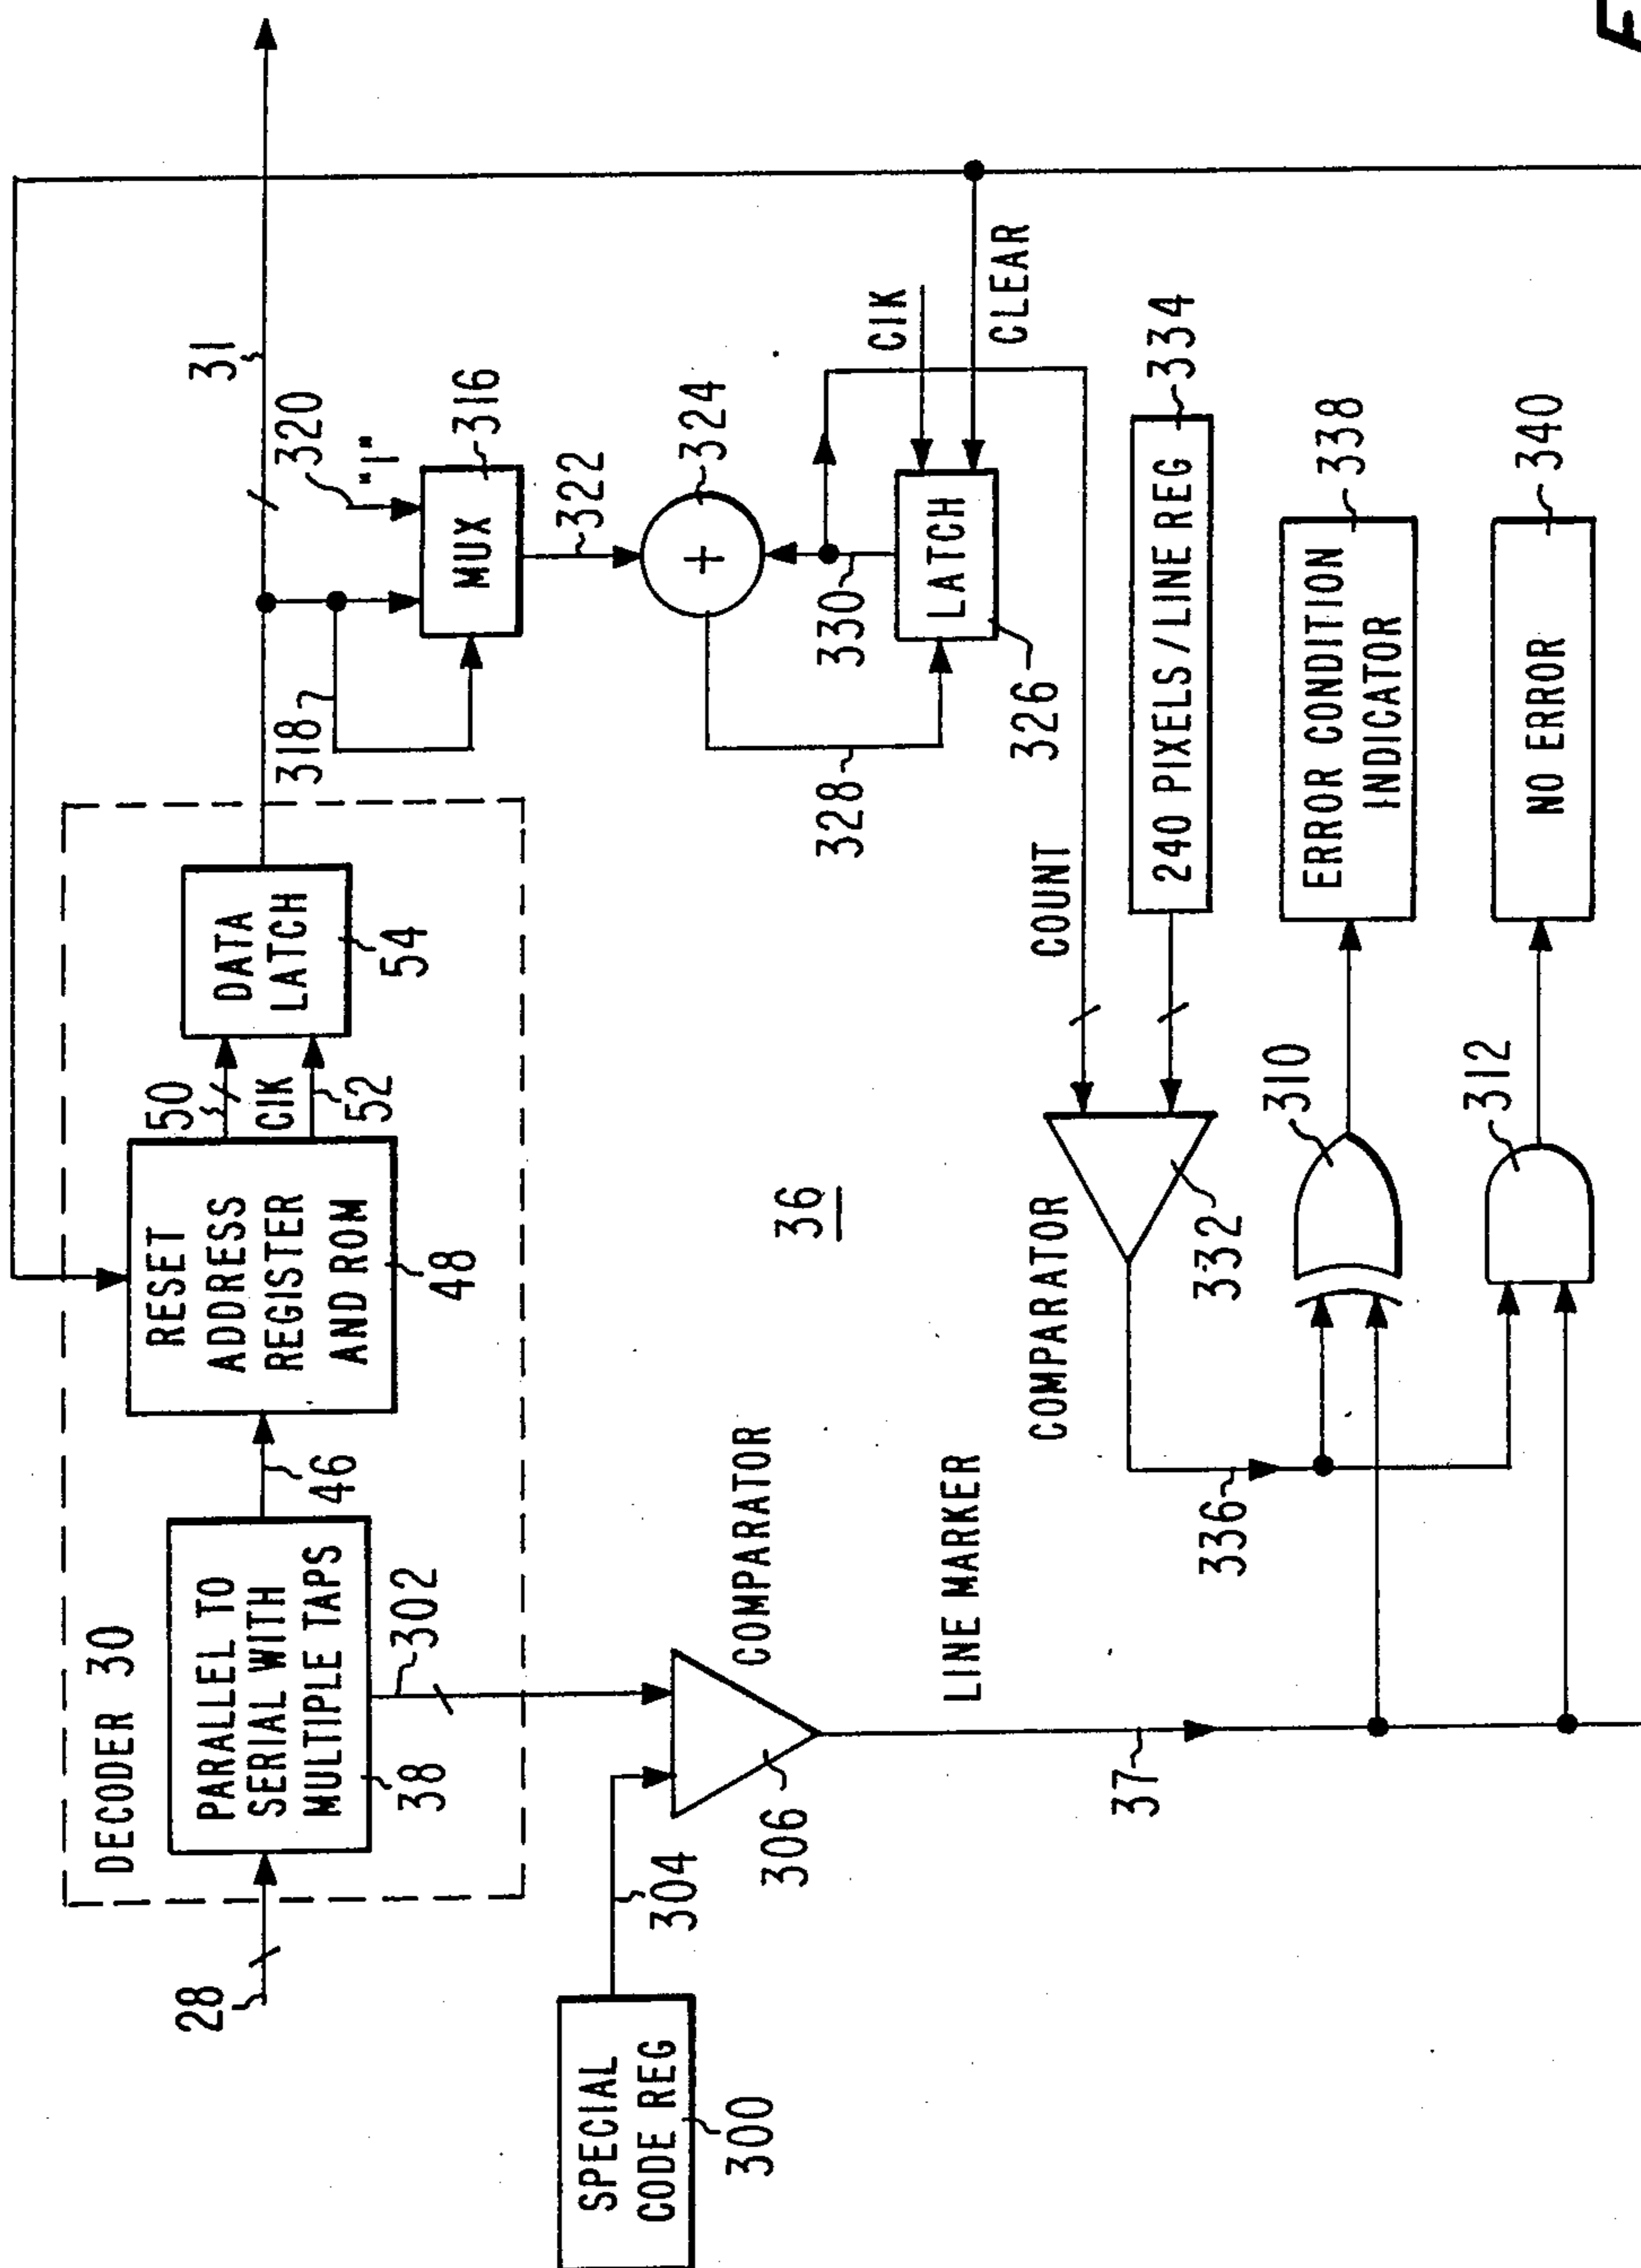 DECODER 30
28
PARALLEL TO
SERIAL WITH
MULTIPLE TAPS
38
46
RESET
ADDRESS
REGISTER
AND ROM
48
50
ClK
52
DATA
LATCH
54
31
318
320
"1"
MUX
316
322
+
324
330
328
LATCH
326
ClK
CLEAR
SPECIAL
CODE REG
300
304
302
306
COMPARATOR
36
LINE MARKER
37
COMPARATOR
332
COUNT
240 PIXELS/LINE REG
334
336
310
ERROR CONDITION
INDICATOR
338
312
NO ERROR
340